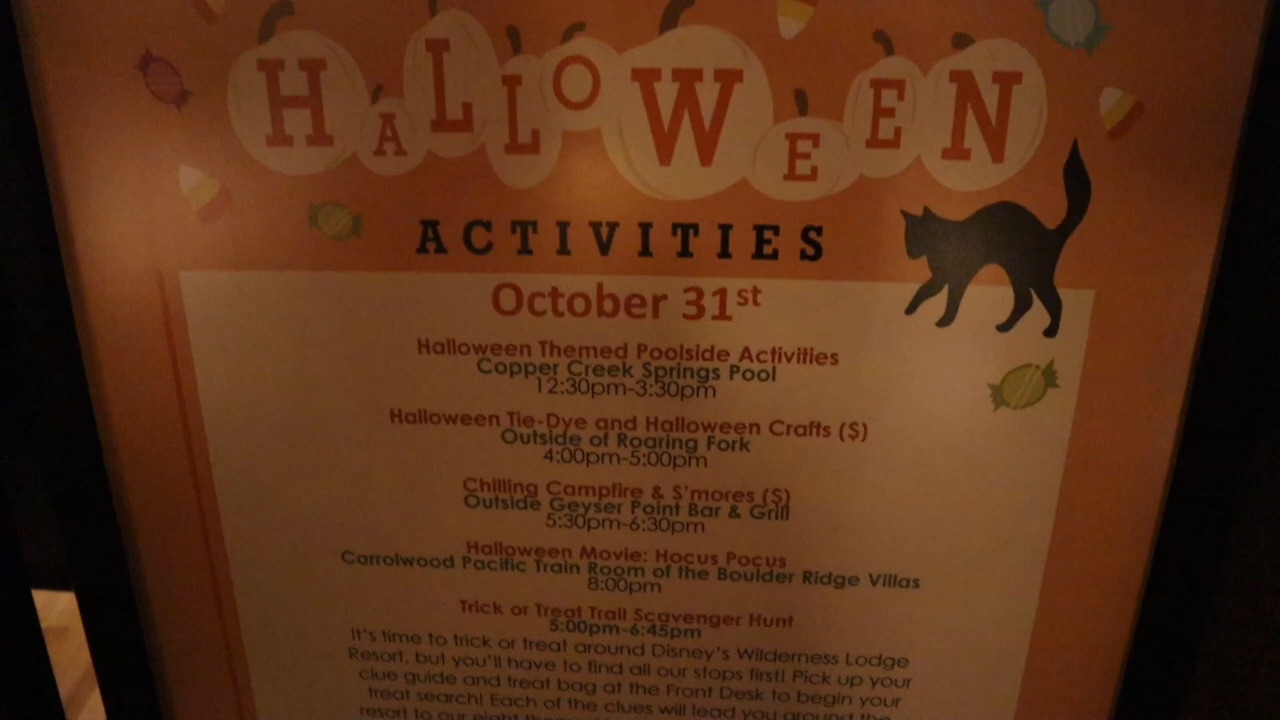 HALLOWEEN
ACTIVITIES
October 31st
Halloween Themed Poolside Activities
Copper Creek Springs Pool
12:30pm-3:30pm
Halloween Tie-Dye and Halloween Crafts ($)
Outside of Roaring Fork
4:00pm-5:00pm
Chilling Campfire & S'mores ($)
Outside Geyser Point Bar & Grill
5:30pm-6:30pm
Halloween Movie: Hocus Pocus
Carrolwood Pacific Train Room of the Boulder Ridge Villas
8:00pm
Trick or Treat Trail Scavenger Hunt
5:00pm-6:45pm
It's time to trick or treat around Disney's Wilderness Lodge
Resort, but you'll have to find all our stops first! Pick up your
clue guide and treat bag at the Front Desk to begin your
treat search! Each of the clues will lead you around the
resort to our eight